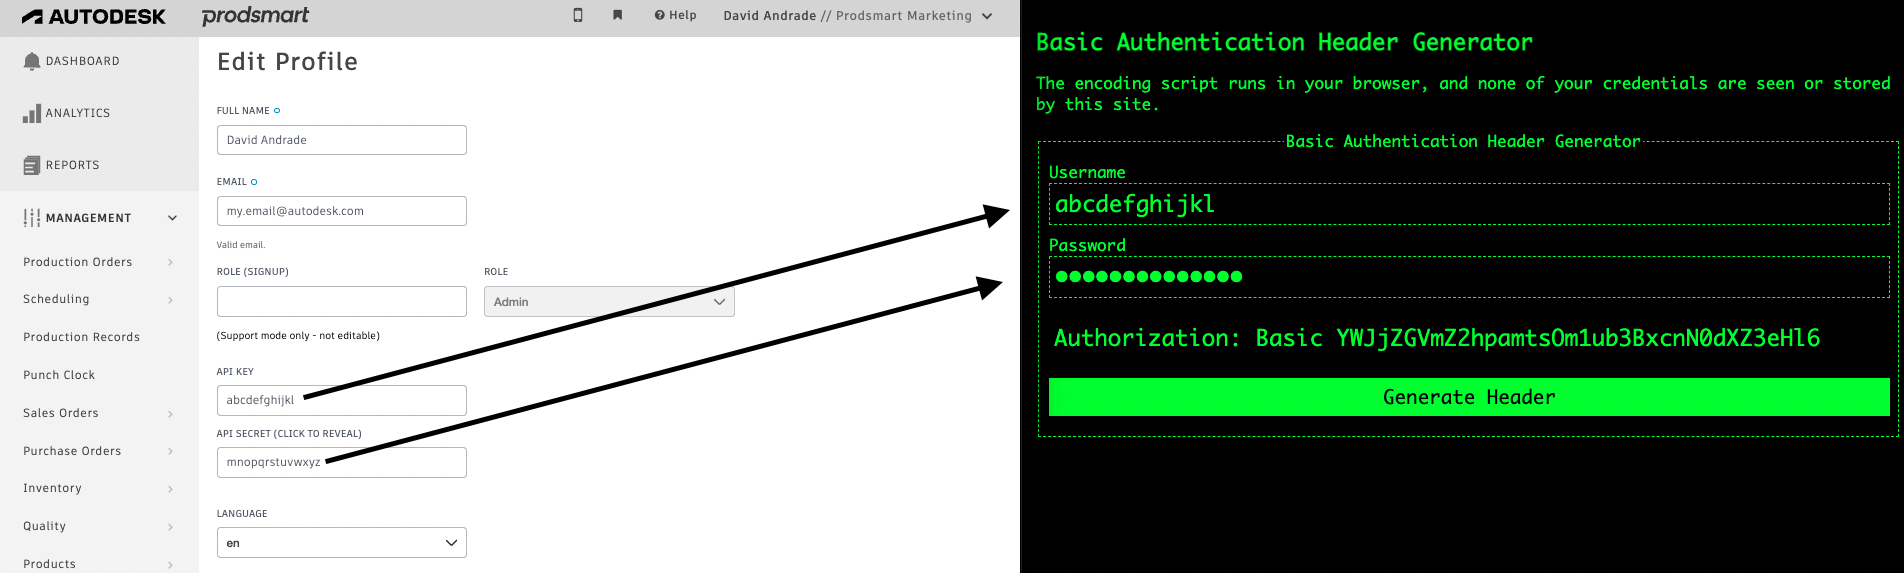 AUTODESK prodsmart Help David Andrade // Prodsmart Marketing
DASHBOARD
ANALYTICS
REPORTS
MANAGEMENT
Production Orders
Scheduling
Production Records
Punch Clock
Sales Orders
Purchase Orders
Inventory
Quality
Products
Edit Profile
FULL NAME
David Andrade
EMAIL
my.email@autodesk.com
Valid email.
ROLE (SIGNUP) ROLE
Admin
(Support mode only - not editable)
API KEY
abcdefghijkl
API SECRET (CLICK TO REVEAL)
mnopqrstuvwxyz
LANGUAGE
en
Basic Authentication Header Generator
The encoding script runs in your browser, and none of your credentials are seen or stored
by this site.
Basic Authentication Header Generator
Username
abcdefghijkl
Password
●●●●●●●●●●●●●●
Authorization: Basic YWJjZGVmZ2hpamtsOm1ub3BxcnN0dXZ3eHl6
Generate Header